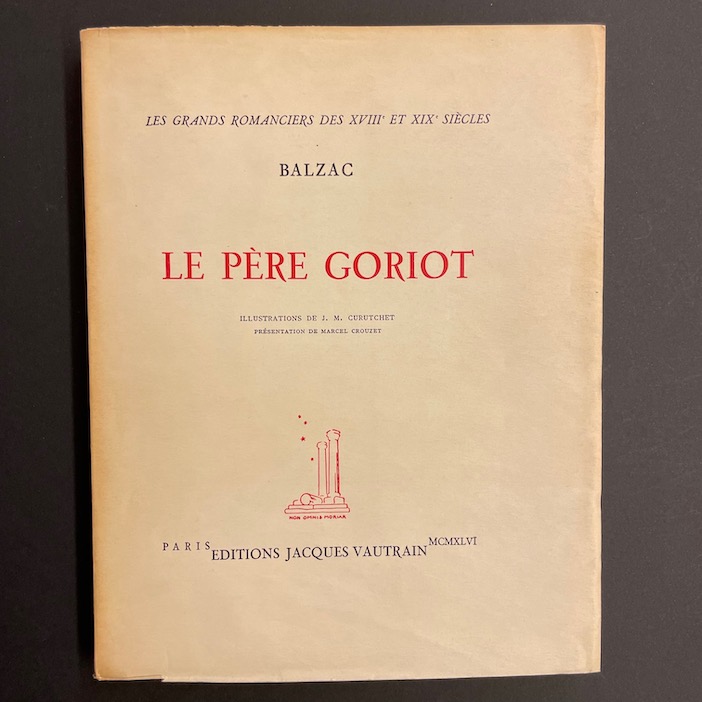 LES GRANDS ROMANCIERS DES XVIIIᵉ ET XIXᵉ SIÈCLES
BALZAC
LE PÈRE GORIOT
ILLUSTRATIONS DE J. M. CURUTCHET
PRÉSENTATION DE MARCEL CROUZET
NON OMNIS MORIAR
PARIS EDITIONS JACQUES VAUTRAIN MCMXLVI